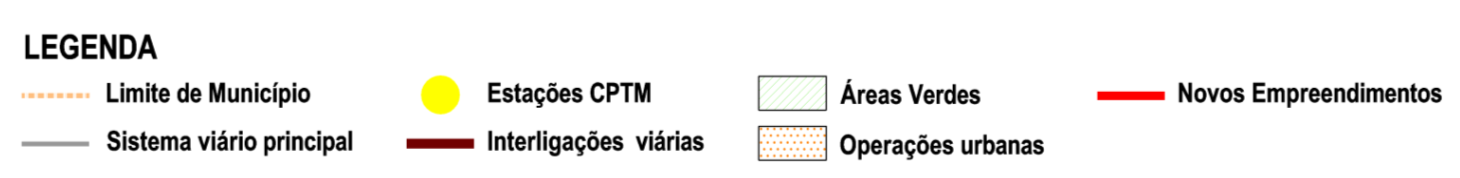 LEGENDA
Limite de Município
Estações CPTM
Áreas Verdes
Novos Empreendimentos
Sistema viário principal
Interligações viárias
Operações urbanas